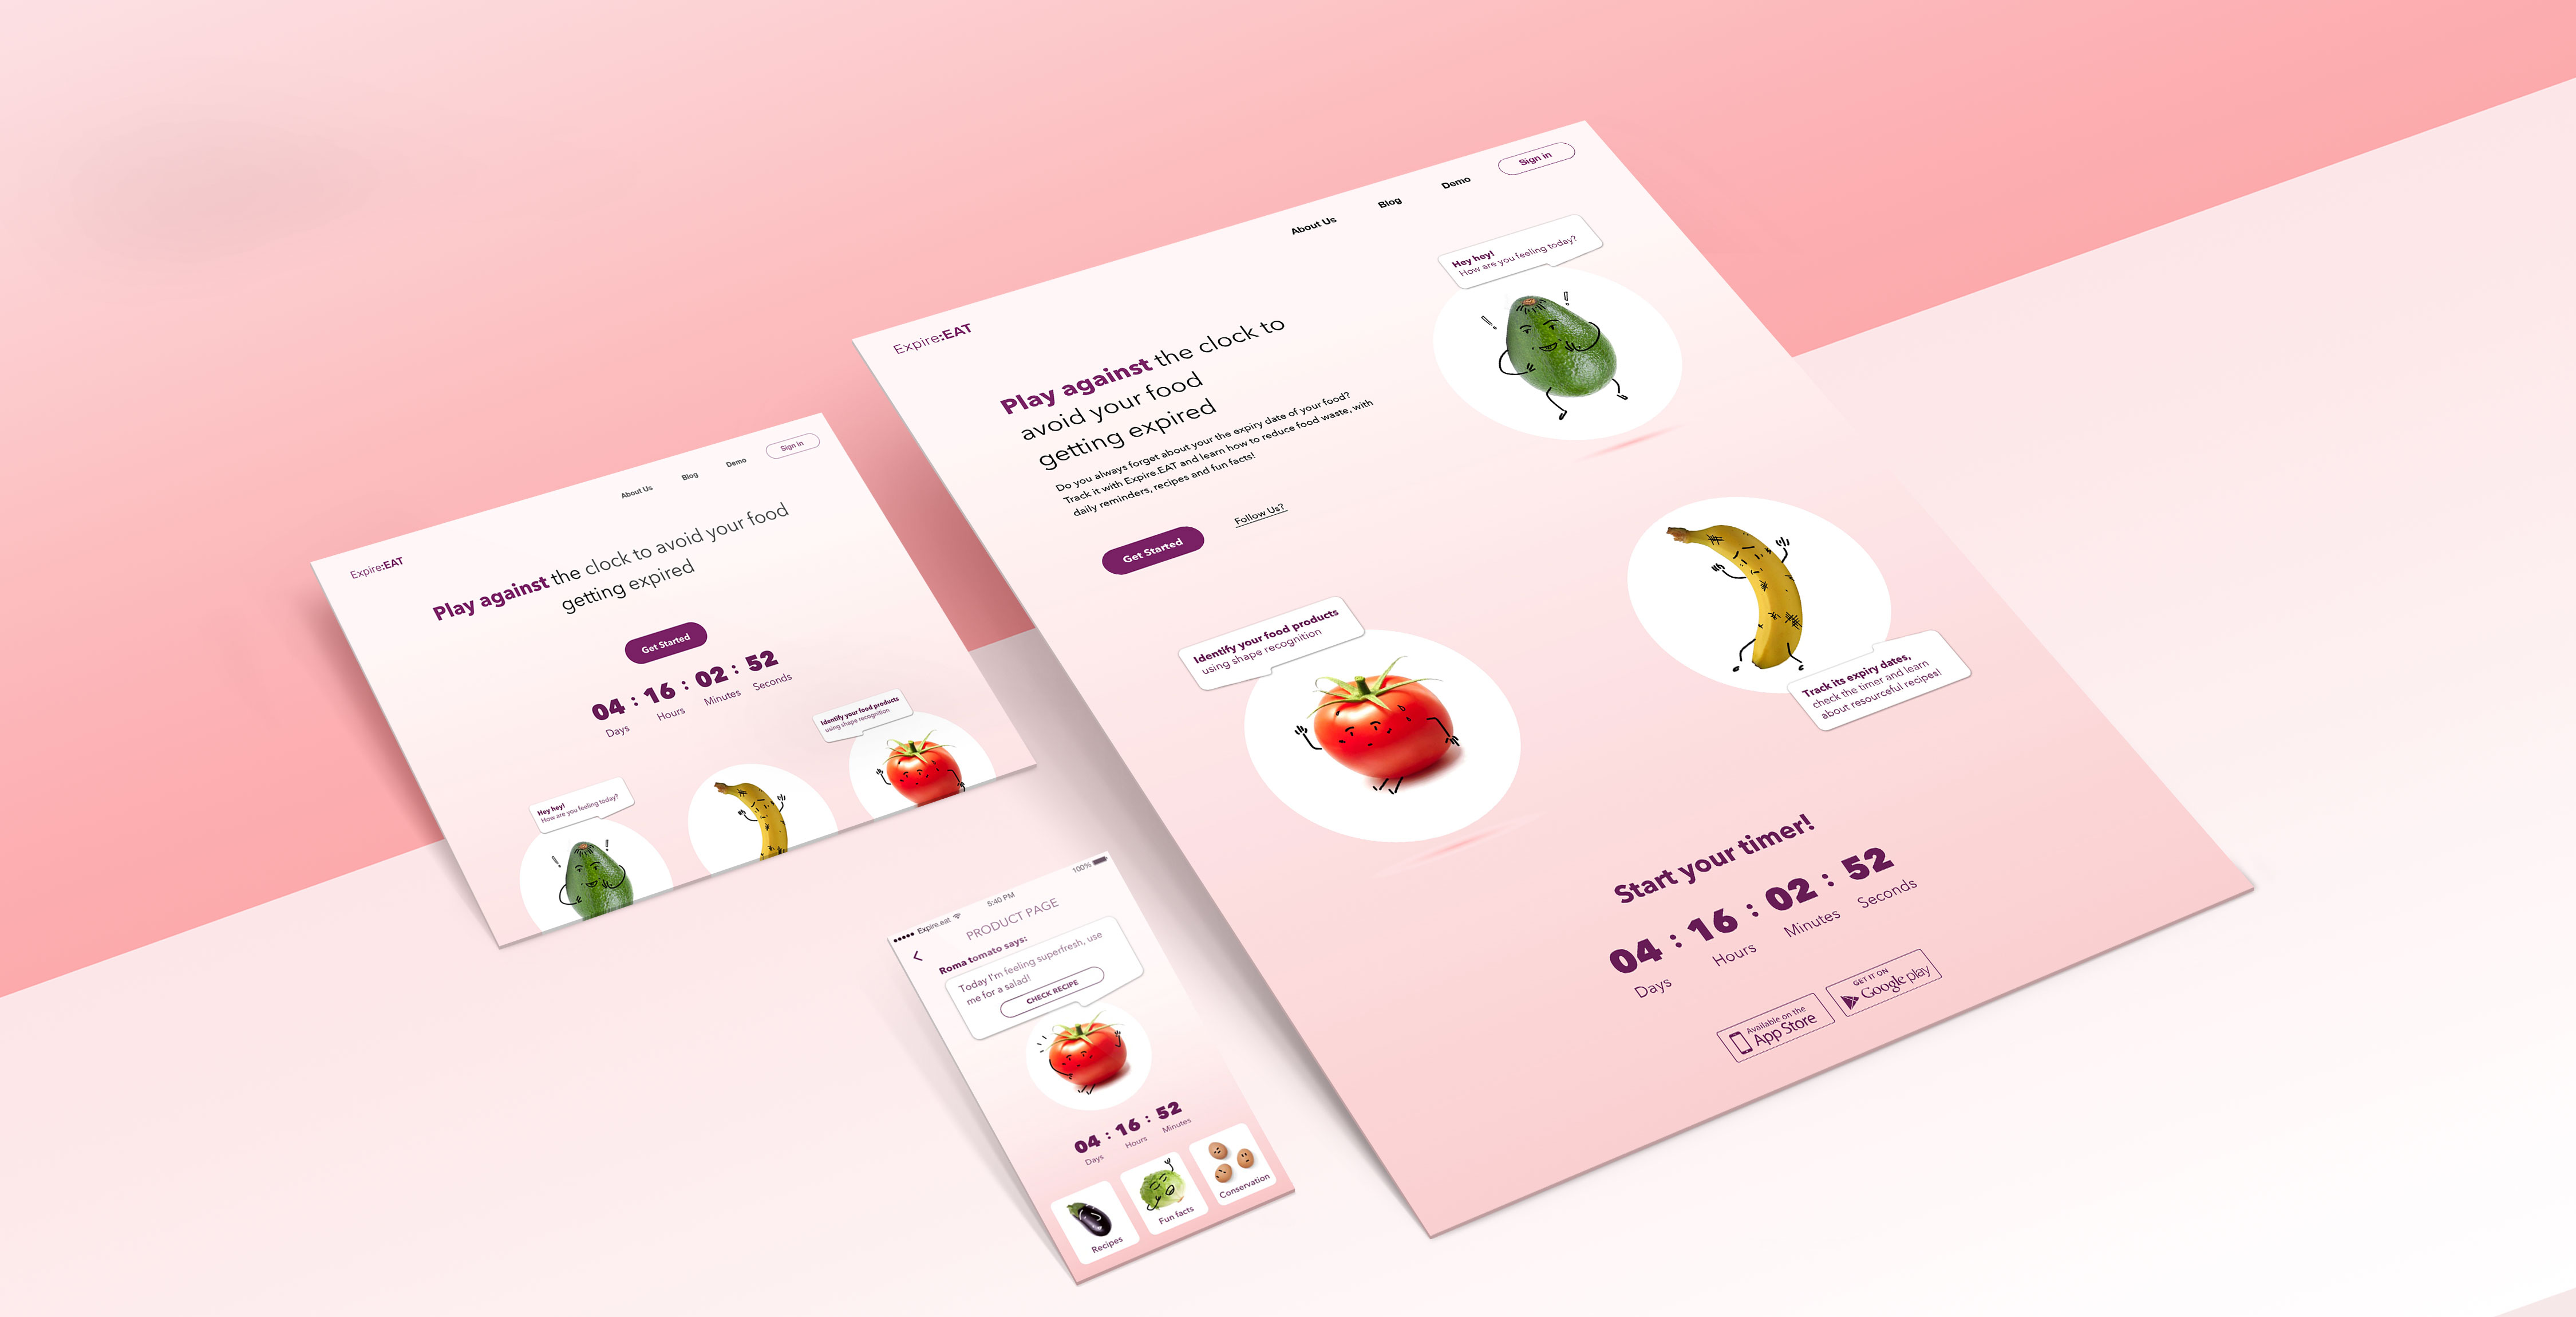 Expire:EAT
About Us
Blog
Demo
Sign in
Play against the clock to avoid your food
getting expired
Get Started
04 : 16 : 02 : 52
Days Hours Minutes Seconds
Hey hey!
How are you feeling today?
Identify your food products
using shape recognition
Expire:EAT
About Us
Blog
Demo
Sign in
Play against the clock to
avoid your food
getting expired
Do you always forget about your the expiry date of your food?
Track it with Expire.EAT and learn how to reduce food waste, with
daily reminders, recipes and fun facts!
Get Started
Follow Us?
Hey hey!
How are you feeling today?
Identify your food products
using shape recognition
Track its expiry dates,
check the timer and learn
about resourceful recipes!
Start your timer!
04 : 16 : 02 : 52
Days Hours Minutes Seconds
Available on the
App Store
GET IT ON
Google play
Expire.eat
5:40 PM
100%
PRODUCT PAGE
Roma tomato says:
Today I'm feeling superfresh, use
me for a salad!
CHECK RECIPE
04 : 16 : 52
Days Hours Minutes
Recipes
Fun facts
Conservation